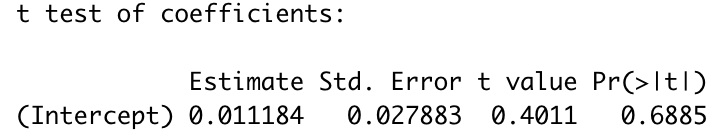 t test of coefficients:
Estimate Std. Error t value Pr(>|t|)
(Intercept) 0.011184 0.027883 0.4011 0.6885